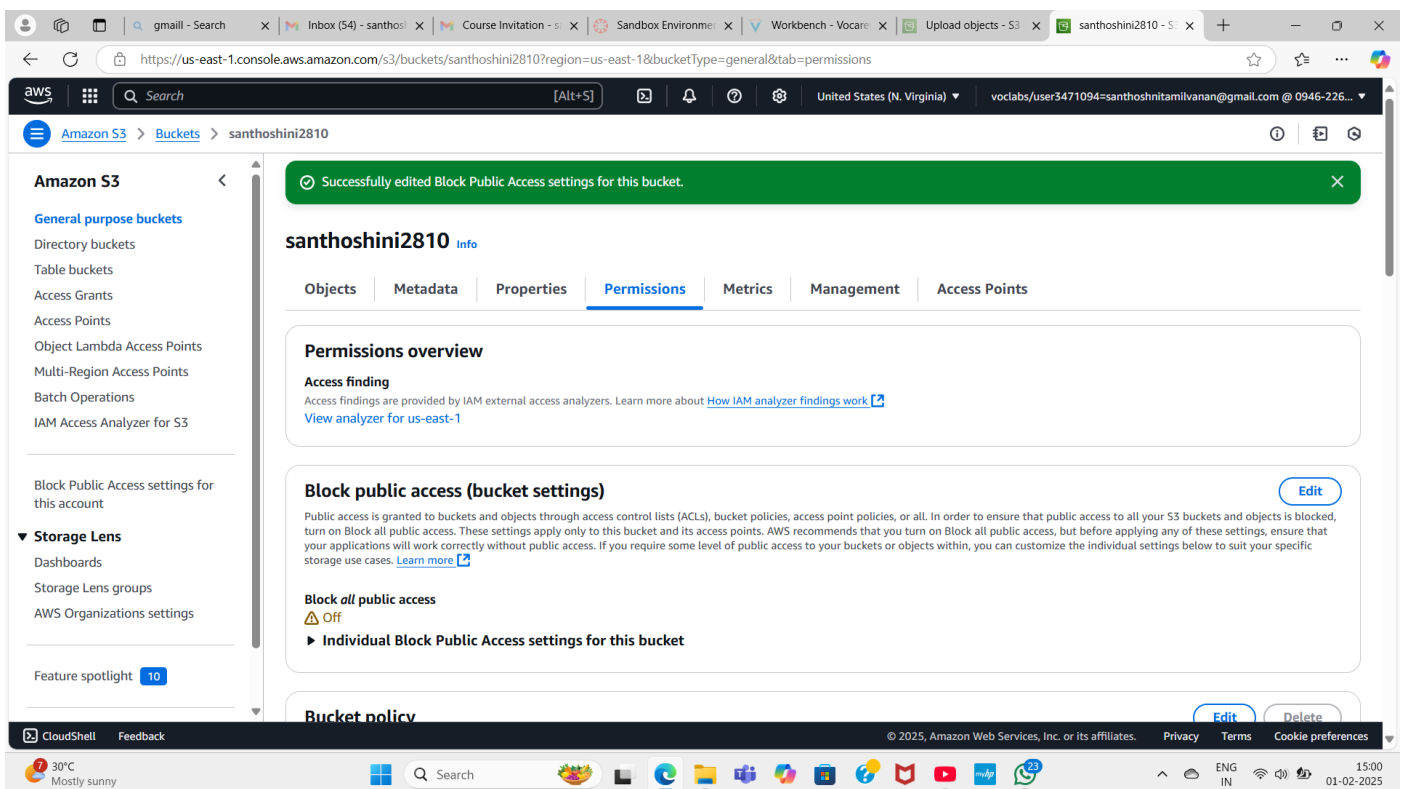 gmaill - Search
Inbox (54) - santhosl
Course Invitation - sa
Sandbox Environmer
Workbench - Vocare
Upload objects - S3
santhoshini2810 - S3
https://us-east-1.console.aws.amazon.com/s3/buckets/santhoshini2810?region=us-east-1&bucketType=general&tab=permissions
aws
Search
[Alt+S]
United States (N. Virginia)
voclabs/user3471094=santhoshnitamilvanan@gmail.com @ 0946-226...
Amazon S3 > Buckets > santhoshini2810
Amazon S3
General purpose buckets
Directory buckets
Table buckets
Access Grants
Access Points
Object Lambda Access Points
Multi-Region Access Points
Batch Operations
IAM Access Analyzer for S3
Block Public Access settings for
this account
Storage Lens
Dashboards
Storage Lens groups
AWS Organizations settings
Feature spotlight 10
Successfully edited Block Public Access settings for this bucket.
santhoshini2810 Info
Objects
Metadata
Properties
Permissions
Metrics
Management
Access Points
Permissions overview
Access finding
Access findings are provided by IAM external access analyzers. Learn more about How IAM analyzer findings work
View analyzer for us-east-1
Block public access (bucket settings)
Edit
Public access is granted to buckets and objects through access control lists (ACLs), bucket policies, access point policies, or all. In order to ensure that public access to all your S3 buckets and objects is blocked,
turn on Block all public access. These settings apply only to this bucket and its access points. AWS recommends that you turn on Block all public access, but before applying any of these settings, ensure that
your applications will work correctly without public access. If you require some level of public access to your buckets or objects within, you can customize the individual settings below to suit your specific
storage use cases. Learn more
Block all public access
Off
Individual Block Public Access settings for this bucket
Bucket policy
Edit
Delete
CloudShell
Feedback
© 2025, Amazon Web Services, Inc. or its affiliates.
Privacy
Terms
Cookie preferences
7
30°C
Mostly sunny
Search
myhp
23
ENG
IN
15:00
01-02-2025